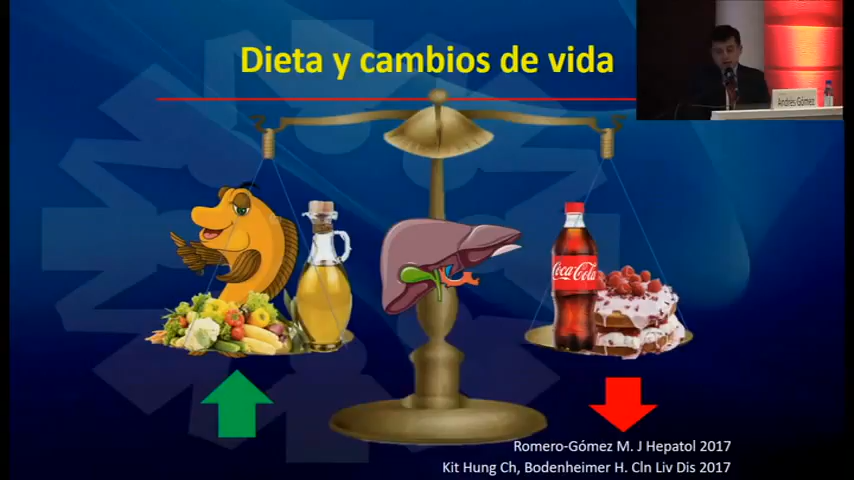 Dieta y cambios de vida
Andrés Gómez
Coca-Cola
Romero-Gómez M. J Hepatol 2017
Kit Hung Ch, Bodenheimer H. Cln Liv Dis 2017